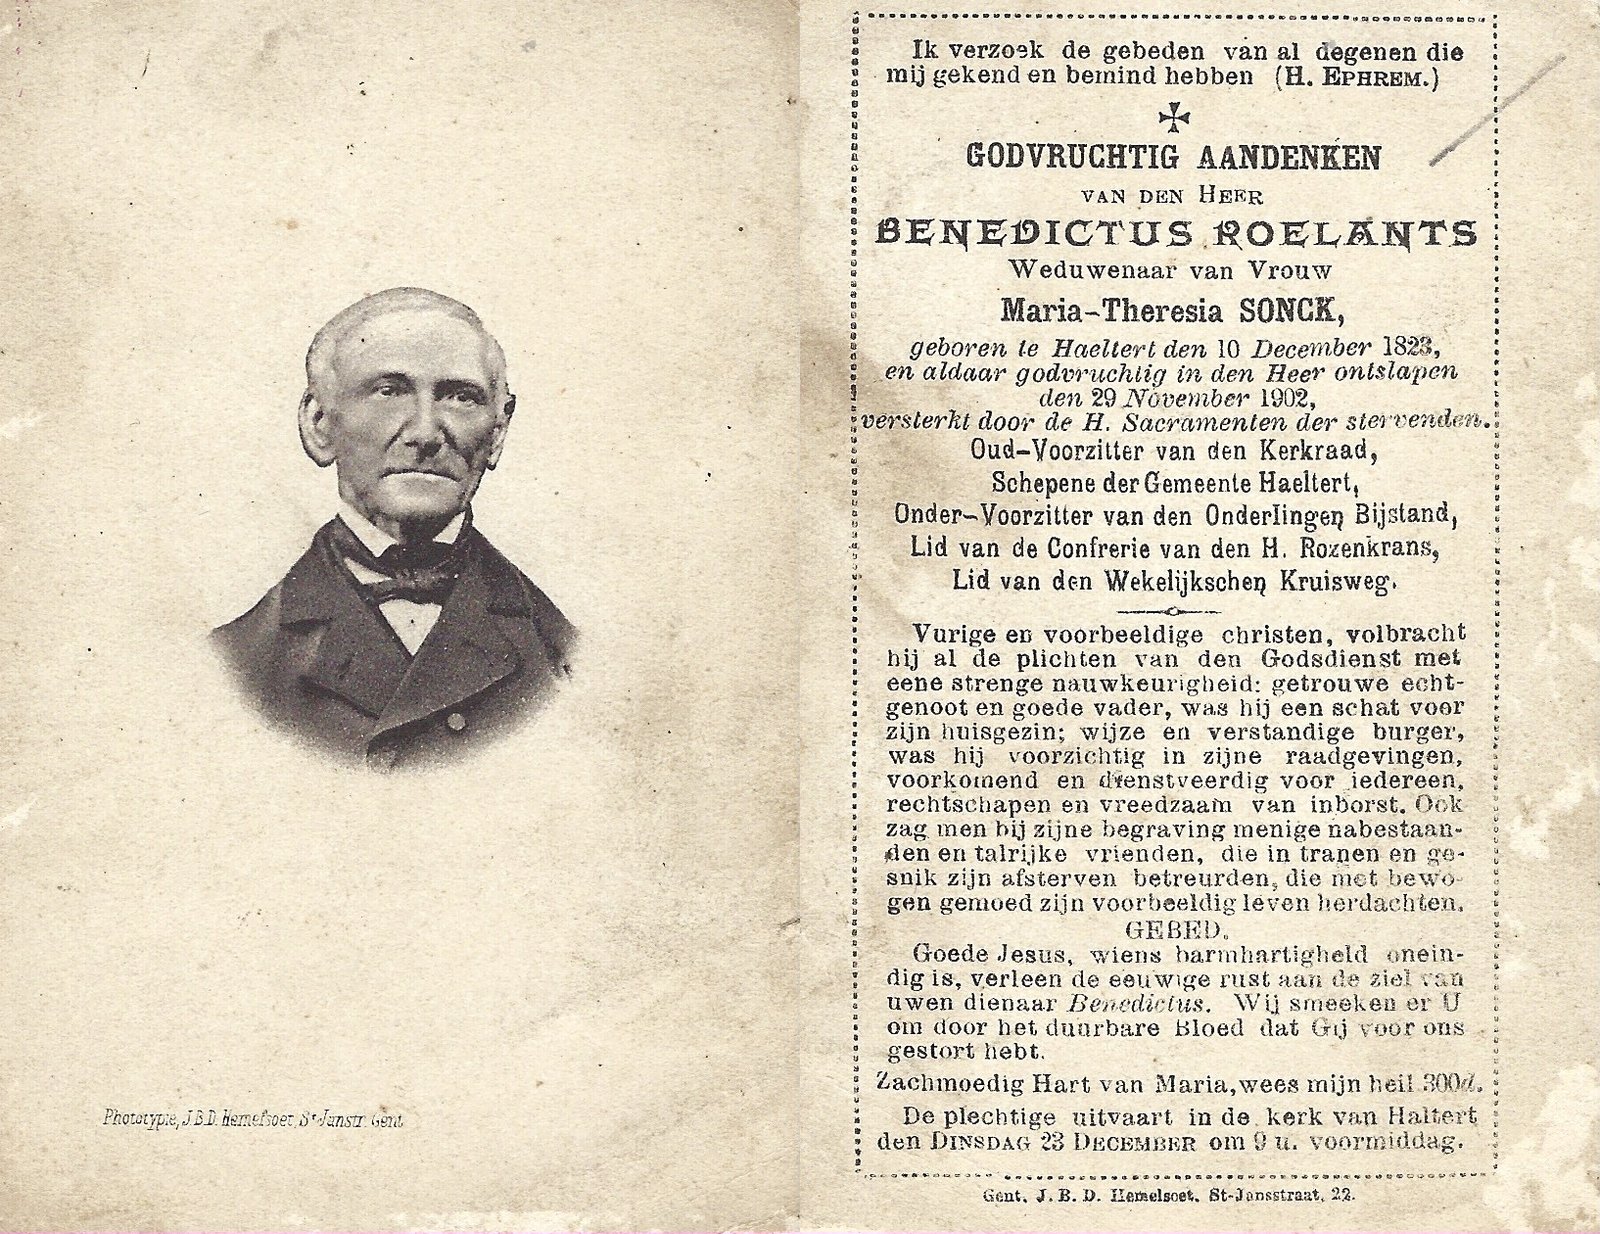 Ik verzoek de gebeden van al degenen die
mij gekend en bemind hebben (H. EPHREM.)
GODVRUCHTIG AANDENKEN
VAN DEN HEER
BENEDICTUS ROELANTS
Weduwenaar van Vrouw
Maria-Theresia SONCK,
geboren te Haeltert den 10 December 1823,
en aldaar godvruchtig in den Heer ontslapen
den 29 November 1902,
versterkt door de H. Sacramenten der stervenden.
Oud-Voorzitter van den Kerkraad,
Schepene der Gemeente Haeltert,
Onder-Voorzitter van den Onderlingen Bijstand,
Lid van de Confrerie van den H. Rozenkrans,
Lid van den Wekelijkschen Kruisweg.
Vurige en voorbeeldige christen, volbracht
hij al de plichten van den Godsdienst met
eene strenge nauwkeurigheid: getrouwe echt-
genoot en goede vader, was hij een schat voor
zijn huisgezin; wijze en verstandige burger,
was hij voorzichtig in zijne raadgevingen,
voorkomend en dienstveerdig voor iedereen,
rechtschapen en vreedzaam van inborst. Ook
zag men bij zijne begraving menige nabestaan-
den en talrijke vrienden, die in tranen en ge-
snik zijn afsterven betreurden, die met bewo-
gen gemoed zijn voorbeeldig leven herdachten.
GEBED.
Goede Jesus, wiens barmhartigheid onein-
dig is, verleen de eeuwige rust aan de ziel van
uwen dienaar Benedictus. Wij smeeken er U
om door het duurbare Bloed dat Gij voor ons
gestort hebt.
Zachmoedig Hart van Maria, wees mijn heil 300d.
De plechtige uitvaart in de kerk van Haltert
den DINSDAG 23 DECEMBER om 9 u. voormiddag.
Gent, J. B. D. Hemelsoet, St-Jansstraat, 22.
Phototypie, J.B.D. Hemelsoet, St-Janstr. Gent